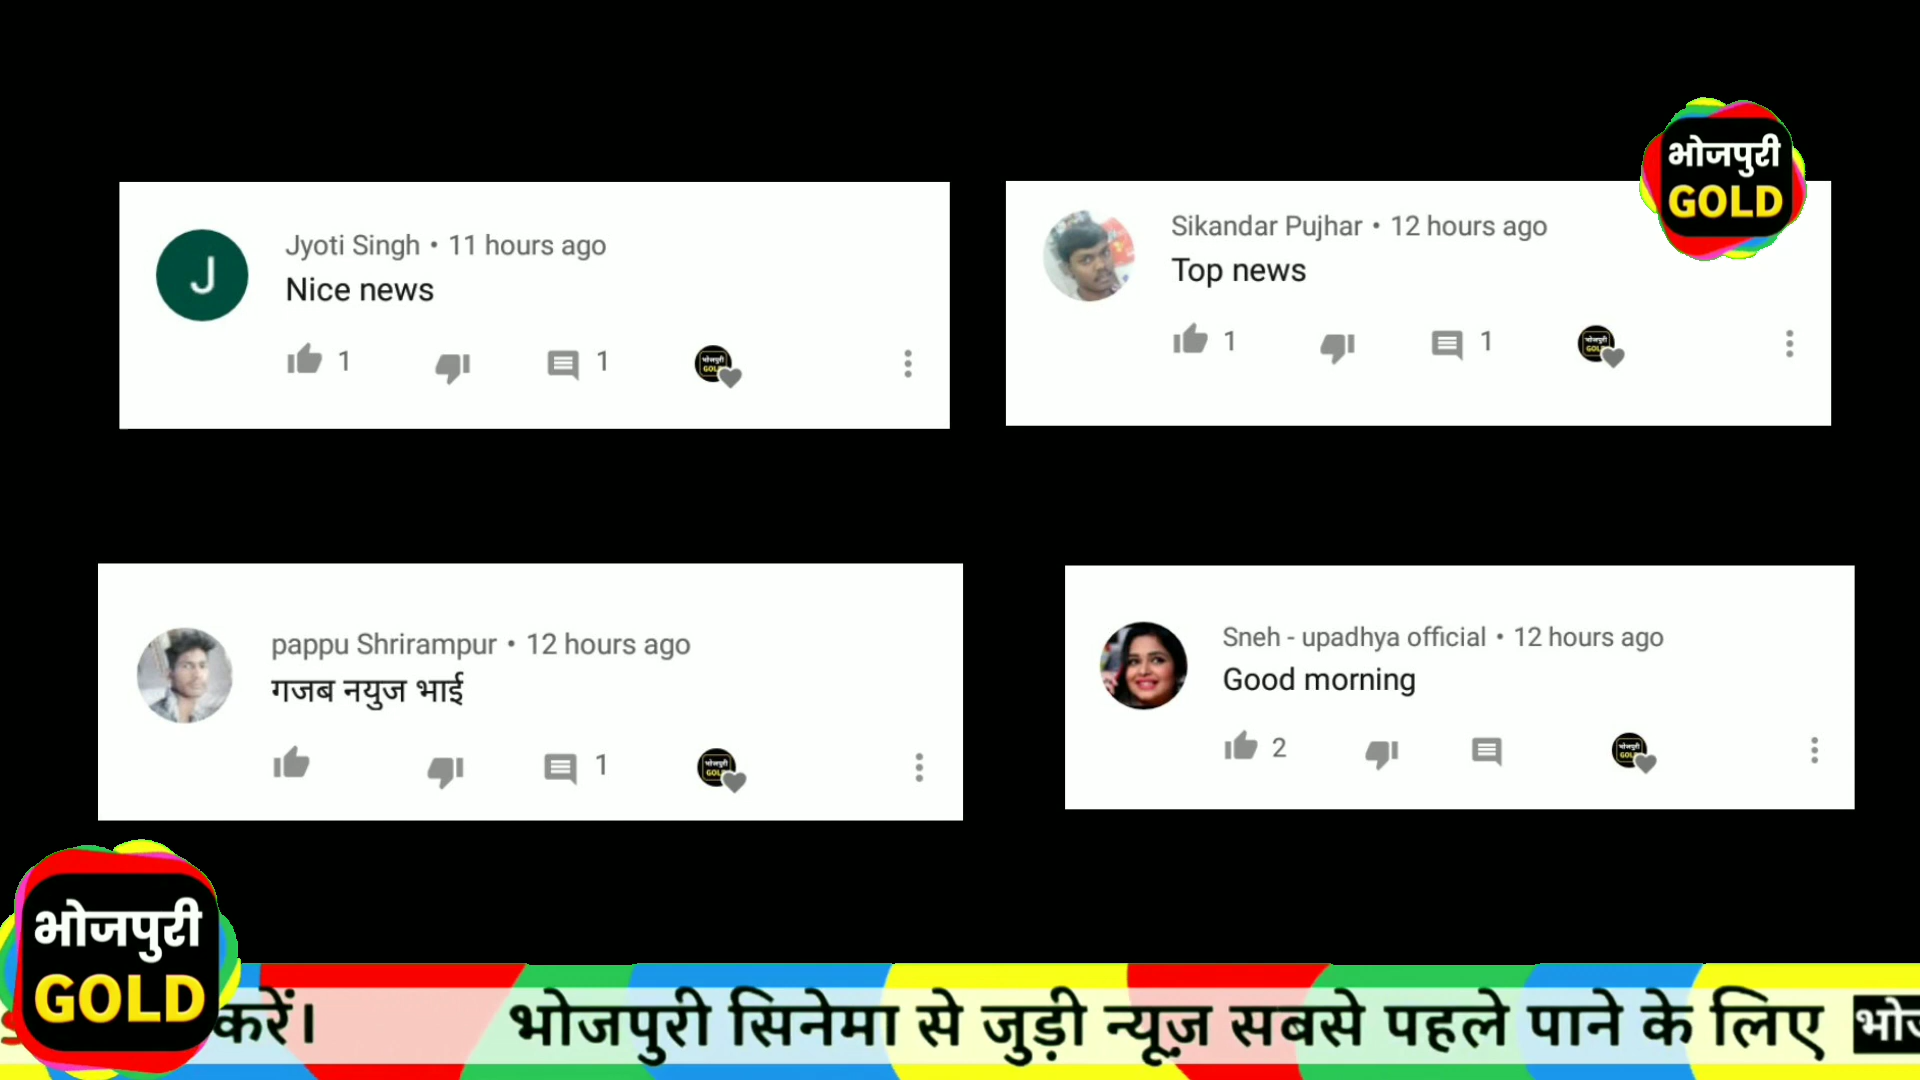 भोजपुरी
GOLD
J
Jyoti Singh • 11 hours ago
Nice news
1
1
Sikandar Pujhar • 12 hours ago
Top news
1
1
pappu Shrirampur • 12 hours ago
गजब नयुज भाई
1
Sneh - upadhya official • 12 hours ago
Good morning
2
भोजपुरी
GOLD
करें।
भोजपुरी सिनेमा से जुड़ी न्यूज़ सबसे पहले पाने के लिए